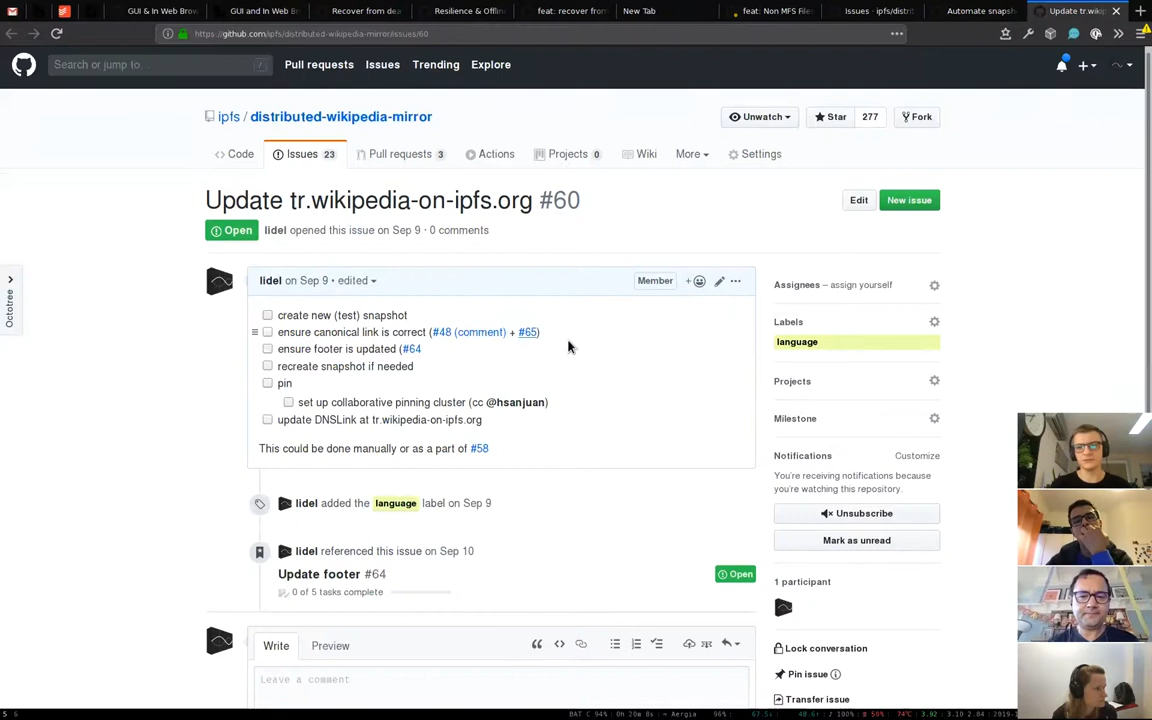 GUI & In Web Brow
GUI and In Web Br
Recover from dea
Resilience & Offlin
feat: recover from
New Tab
feat: Non MFS File
Issues · ipfs/distri
Automate snapsh
Update tr.wikip
https://github.com/ipfs/distributed-wikipedia-mirror/issues/60
Search or jump to...
/
Pull requests
Issues
Trending
Explore
ipfs / distributed-wikipedia-mirror
Unwatch
Star 277
Fork
Code
Issues 23
Pull requests 3
Actions
Projects 0
Wiki
More
Settings
Update tr.wikipedia-on-ipfs.org #60
Edit
New issue
Open
lidel opened this issue on Sep 9 · 0 comments
Octotree
lidel on Sep 9 • edited
Member
create new (test) snapshot
ensure canonical link is correct (#48 (comment) + #65)
ensure footer is updated (#64
recreate snapshot if needed
pin
set up collaborative pinning cluster (cc @hsanjuan)
update DNSLink at tr.wikipedia-on-ipfs.org
This could be done manually or as a part of #58
Assignees – assign yourself
Labels
language
Projects
Milestone
Notifications
Customize
You're receiving notifications because
you're watching this repository.
Unsubscribe
Mark as unread
1 participant
Lock conversation
Pin issue
Transfer issue
lidel added the language label on Sep 9
lidel referenced this issue on Sep 10
Update footer #64
Open
0 of 5 tasks complete
Write
Preview
Leave a comment
5 6
BAT C 94% : 0h 20m 8s : ~ Aergia